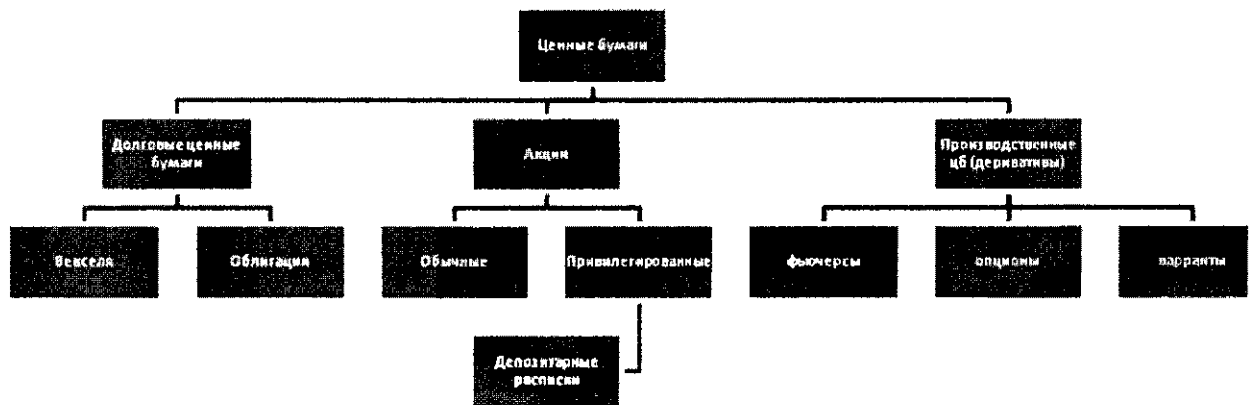 Ценные бумаги
Долговые ценные
бумаги
Акции
Производственные
цб (деривативы)
Векселя
Облигации
Обычные
Привилегированные
фьючерсы
опционы
варранты
Депозитарные
расписки